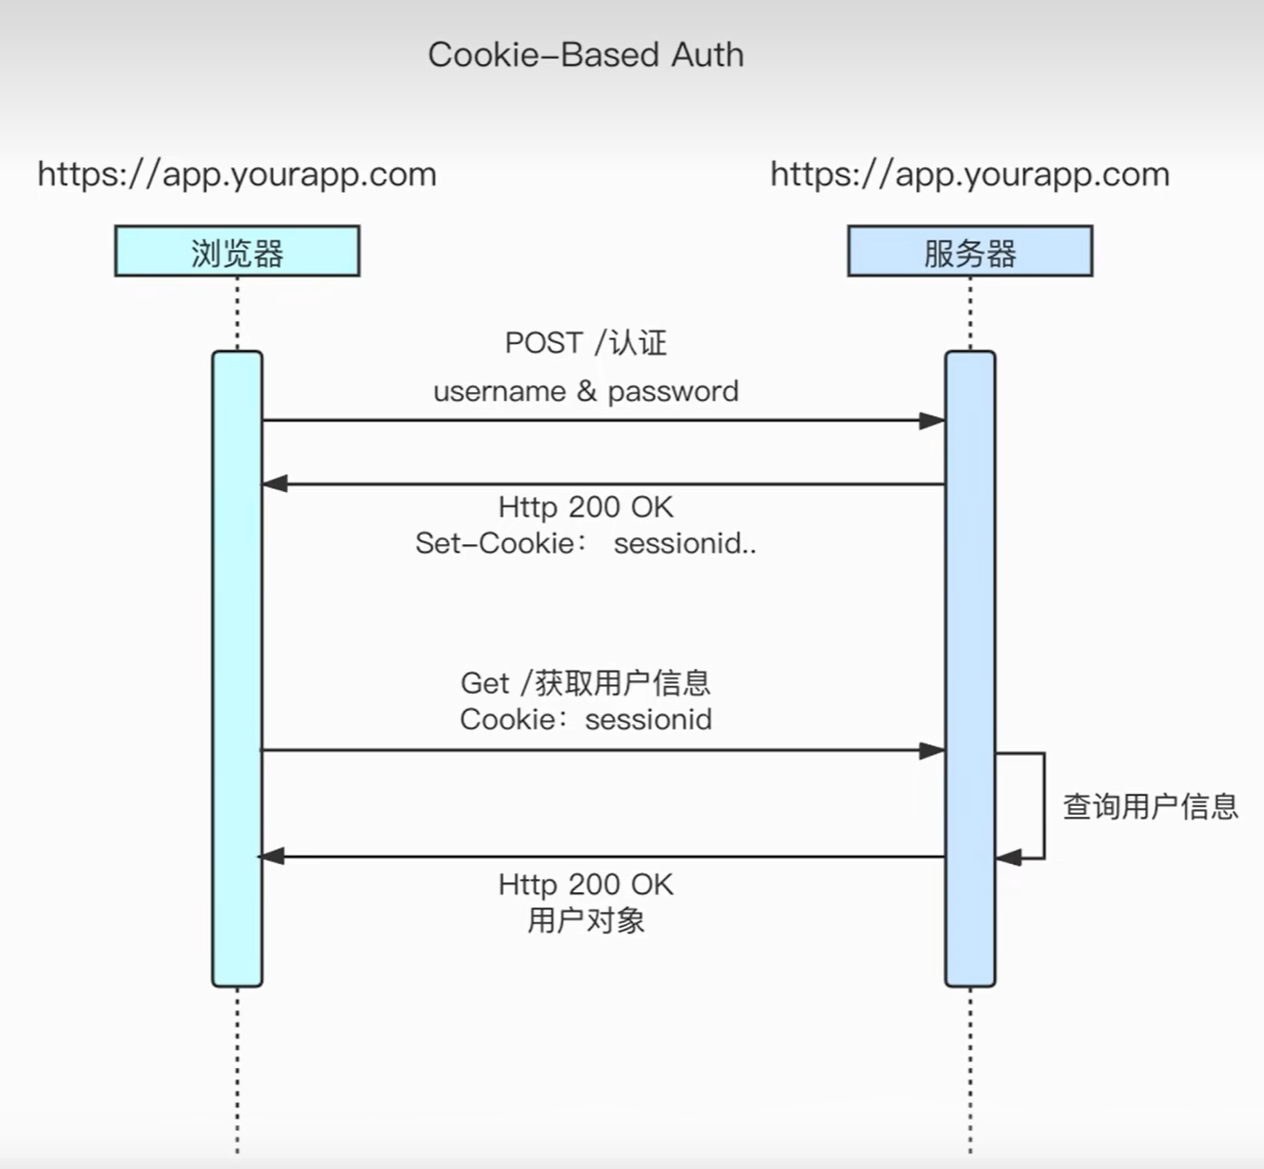 Cookie-Based Auth
https://app.yourapp.com
https://app.yourapp.com
浏览器
服务器
POST /认证
username & password
Http 200 OK
Set-Cookie： sessionid..
Get /获取用户信息
Cookie：sessionid
查询用户信息
Http 200 OK
用户对象